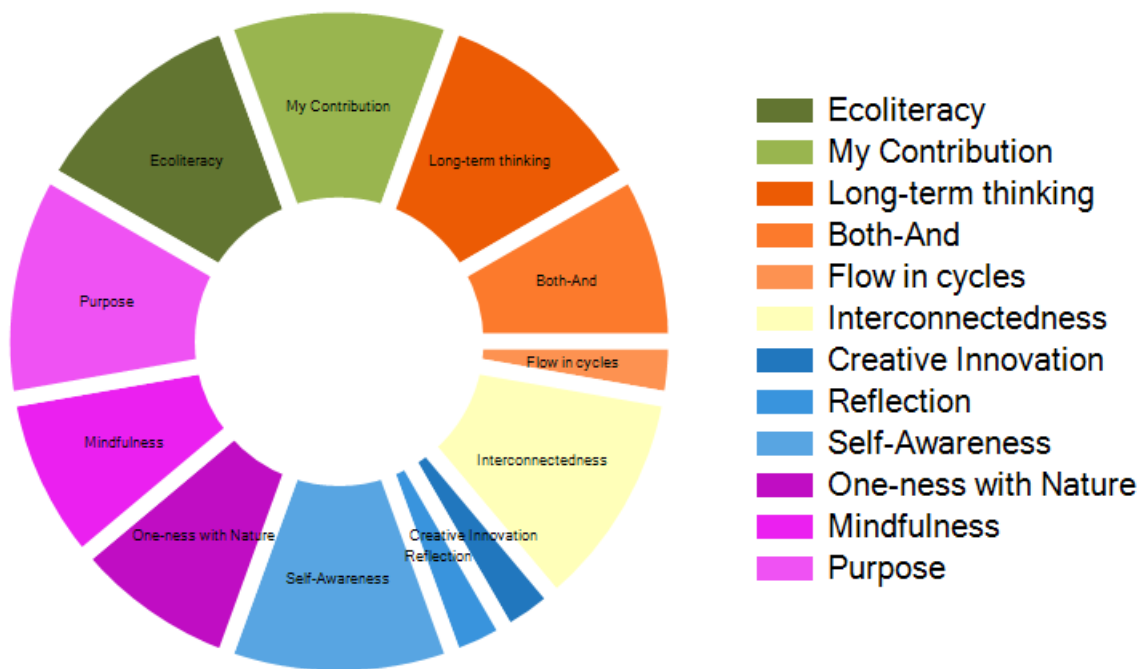 My Contribution
Ecoliteracy
Long-term thinking
Both-And
Purpose
Flow in cycles
Mindfulness
Interconnectedness
One-ness with Nature
Creative Innovation
Reflection
Self-Awareness
Ecoliteracy
My Contribution
Long-term thinking
Both-And
Flow in cycles
Interconnectedness
Creative Innovation
Reflection
Self-Awareness
One-ness with Nature
Mindfulness
Purpose